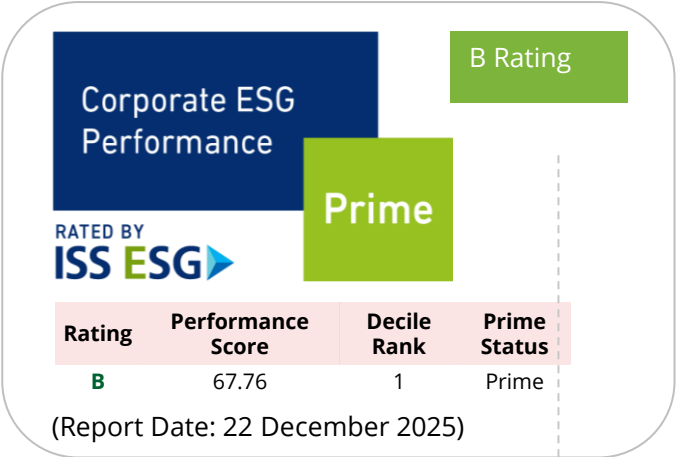 Corporate ESG
Performance
B Rating
Prime
RATED BY
ISS ESG
Rating Performance Score Decile Rank Prime Status
B 67.76 1 Prime
(Report Date: 22 December 2025)